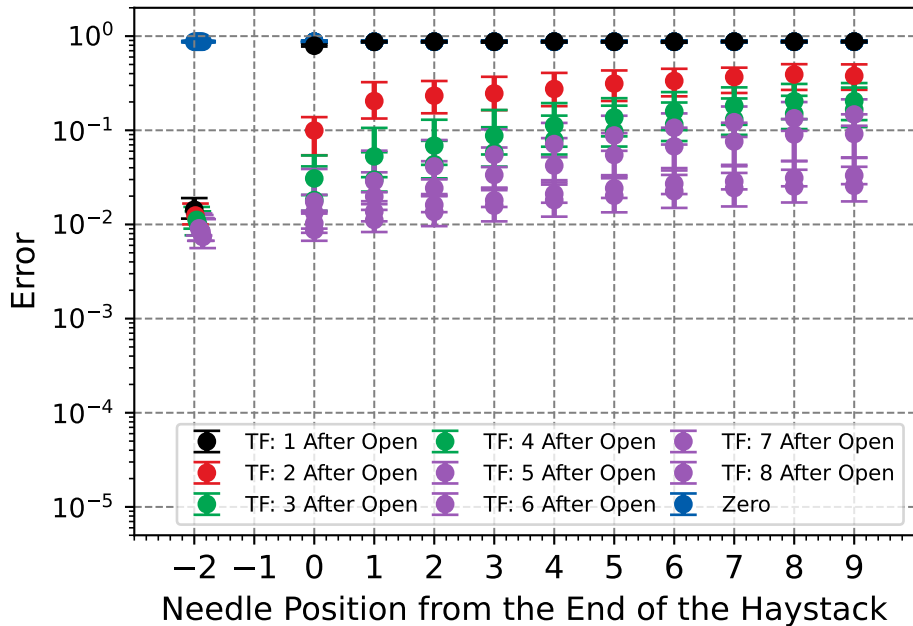 10⁰
10⁻¹
10⁻²
10⁻³
10⁻⁴
10⁻⁵
Error
TF: 1 After Open
TF: 2 After Open
TF: 3 After Open
TF: 4 After Open
TF: 5 After Open
TF: 6 After Open
TF: 7 After Open
TF: 8 After Open
Zero
−2 −1 0 1 2 3 4 5 6 7 8 9
Needle Position from the End of the Haystack